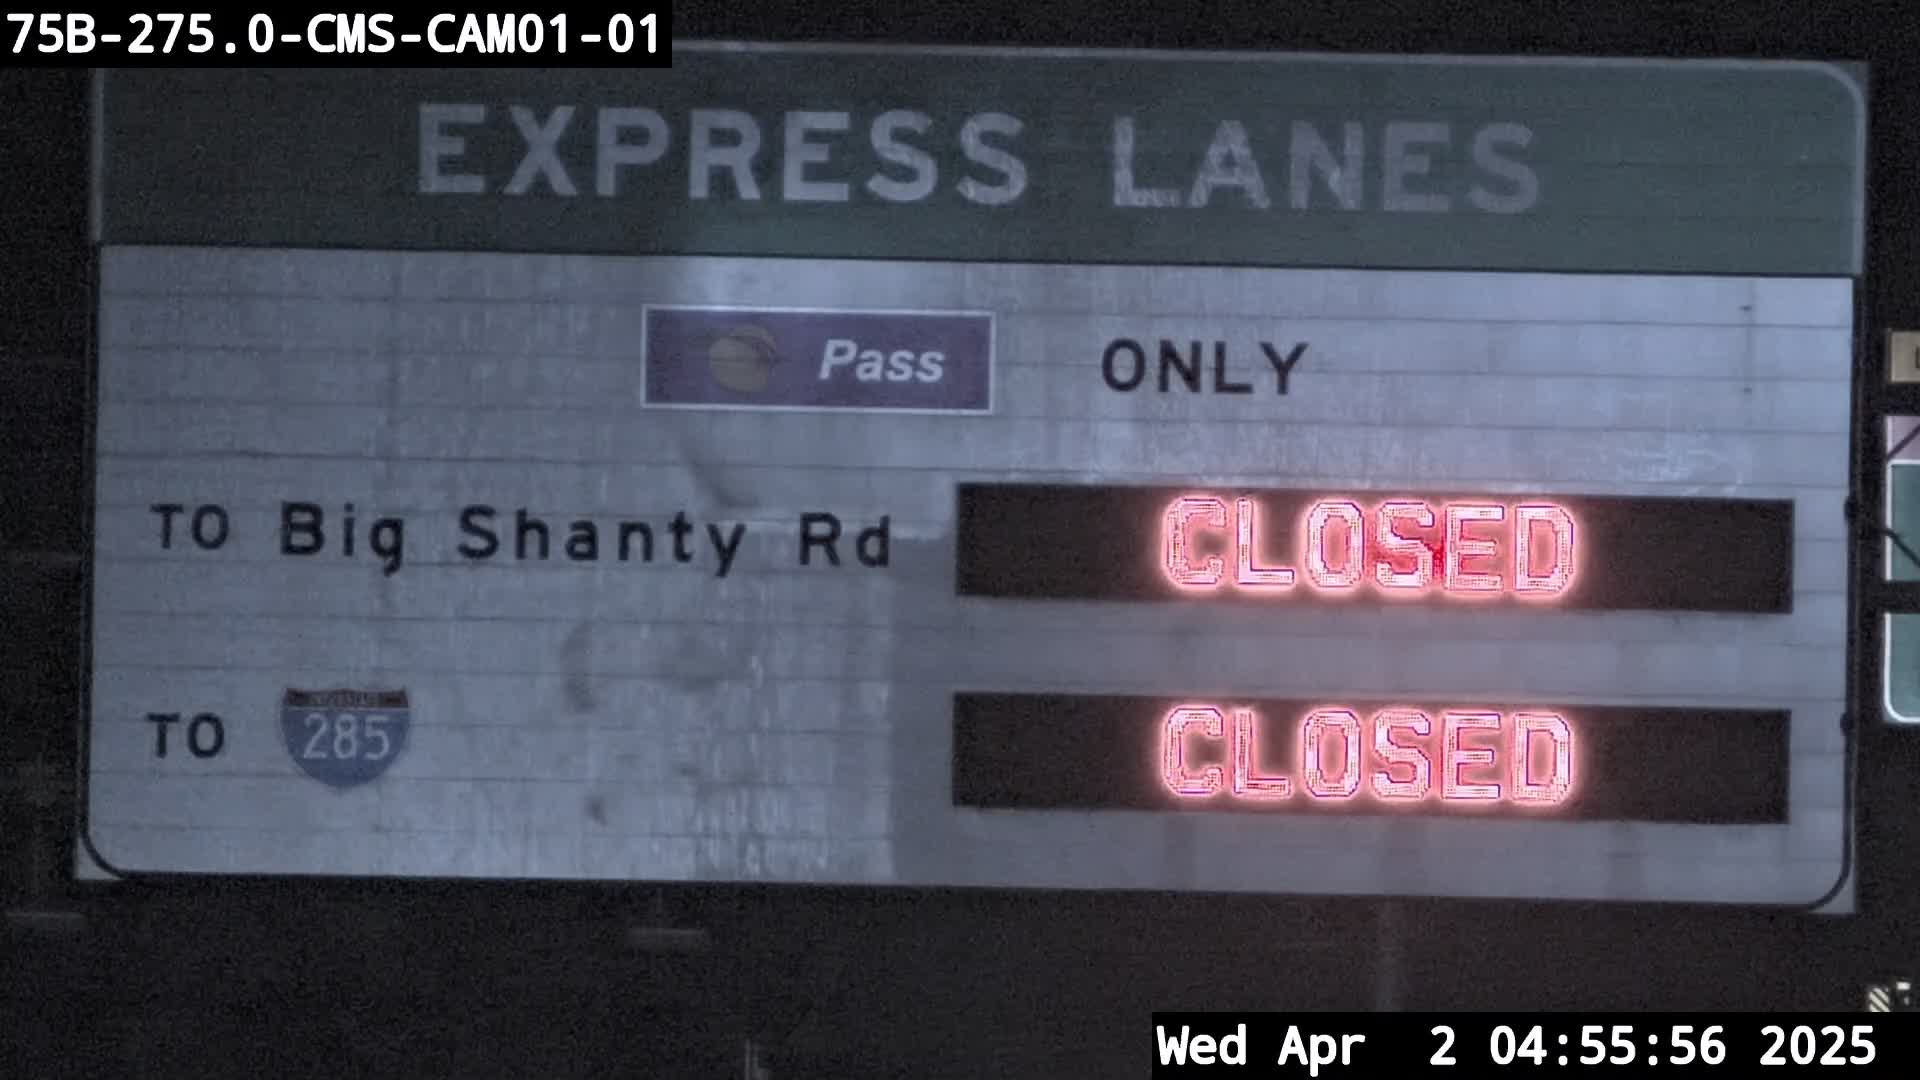 75B-275.0-CMS-CAM01-01
EXPRESS LANES
Pass ONLY
TO Big Shanty Rd CLOSED
TO 285 CLOSED
Wed Apr 2 04:55:56 2025